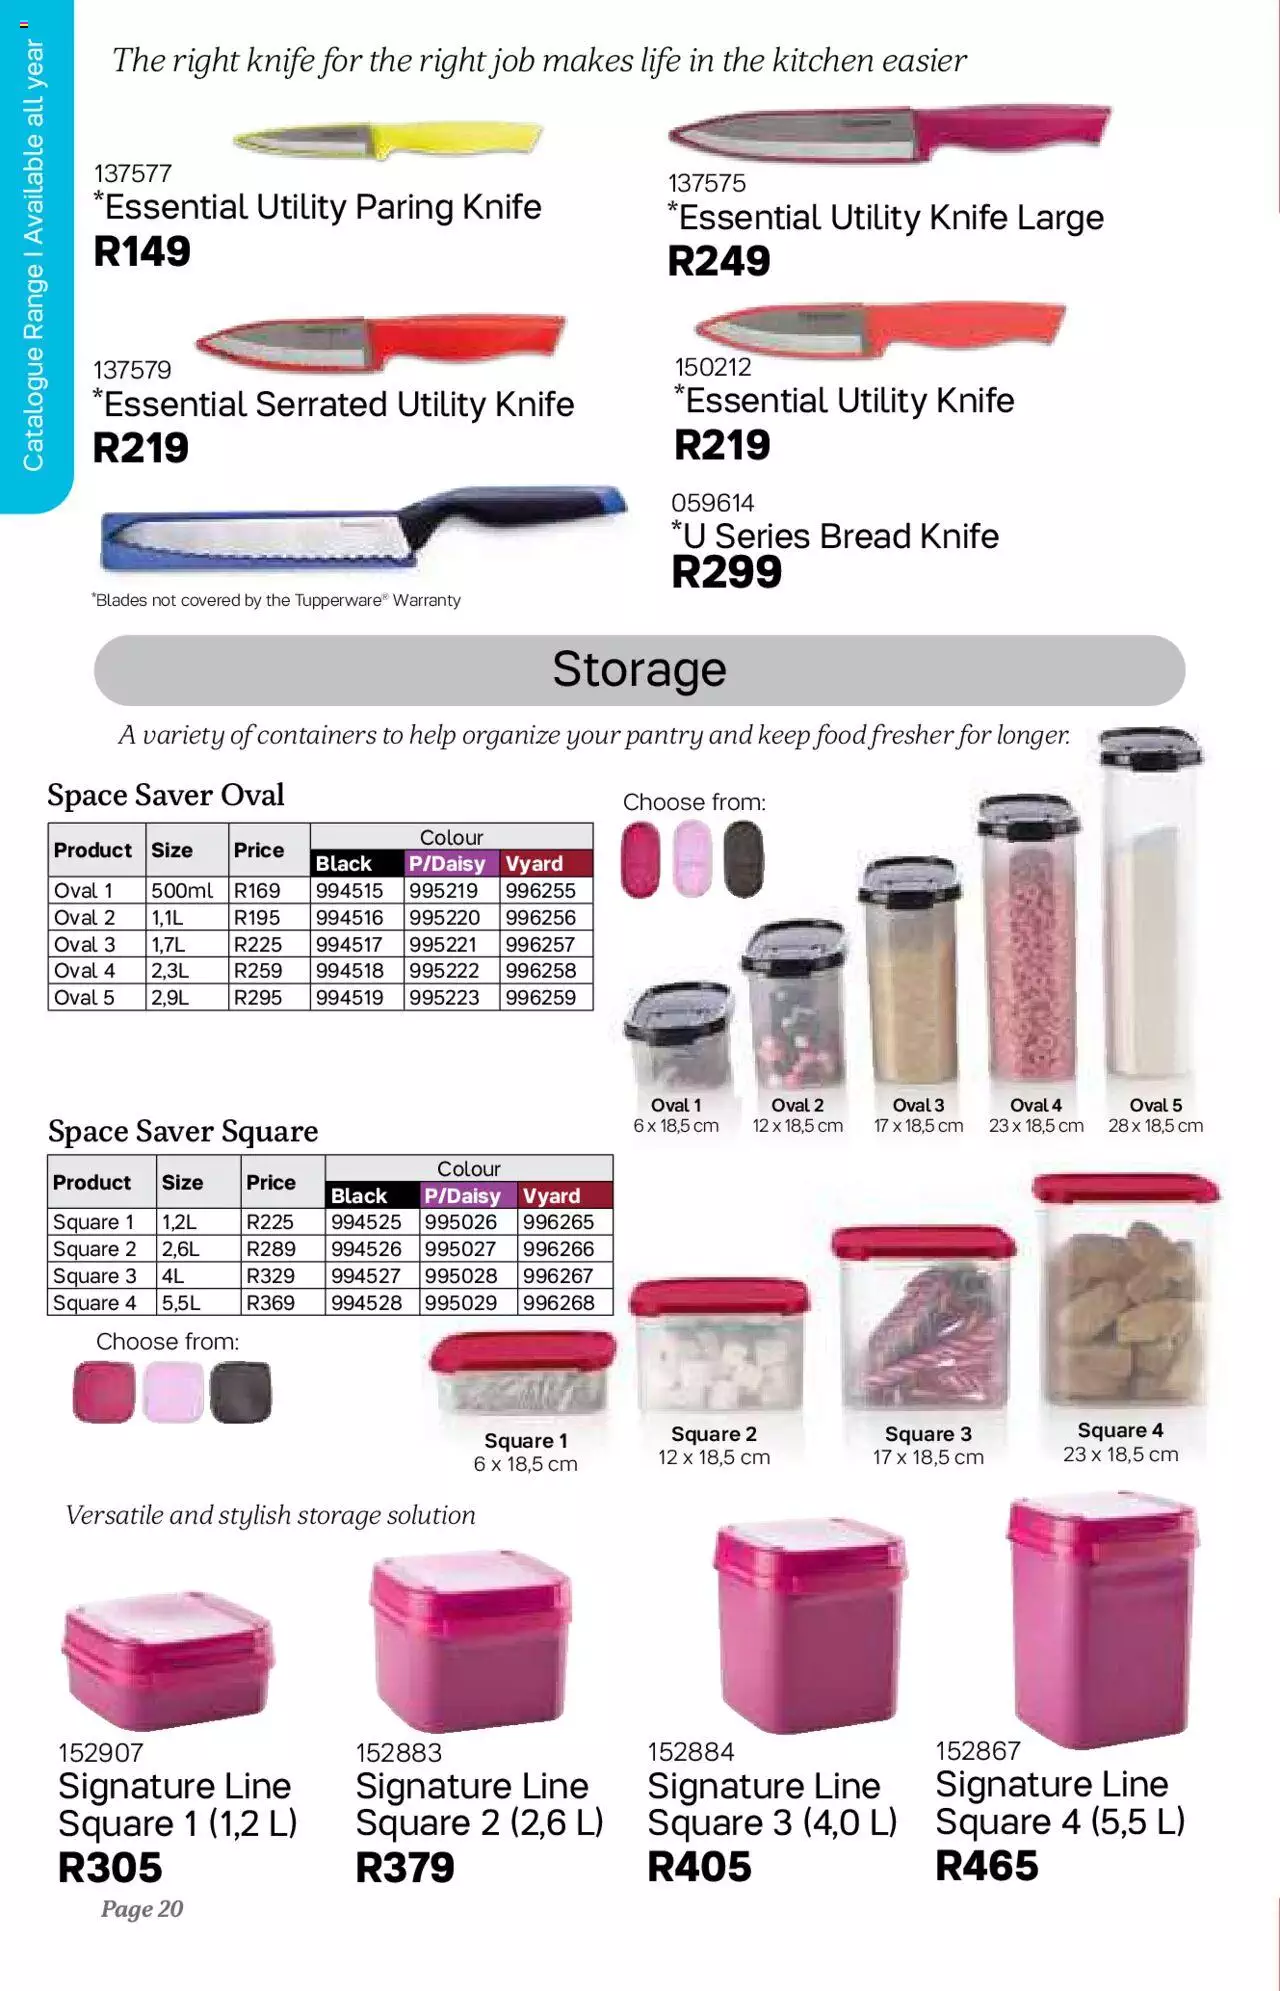 Catalogue Range | Available all year
The right knife for the right job makes life in the kitchen easier
137577
*Essential Utility Paring Knife
R149
137575
*Essential Utility Knife Large
R249
137579
*Essential Serrated Utility Knife
R219
150212
*Essential Utility Knife
R219
059614
*U Series Bread Knife
R299
*Blades not covered by the Tupperware® Warranty
Storage
A variety of containers to help organize your pantry and keep food fresher for longer.
Space Saver Oval
Product Size Price Colour
Black P/Daisy Vyard
Oval 1 500ml R169 994515 995219 996255
Oval 2 1,1L R195 994516 995220 996256
Oval 3 1,7L R225 994517 995221 996257
Oval 4 2,3L R259 994518 995222 996258
Oval 5 2,9L R295 994519 995223 996259
Choose from:
Oval 1 Oval 2 Oval 3 Oval 4 Oval 5
6 x 18,5 cm 12 x 18,5 cm 17 x 18,5 cm 23 x 18,5 cm 28 x 18,5 cm
Space Saver Square
Product Size Price Colour
Black P/Daisy Vyard
Square 1 1,2L R225 994525 995026 996265
Square 2 2,6L R289 994526 995027 996266
Square 3 4L R329 994527 995028 996267
Square 4 5,5L R369 994528 995029 996268
Choose from:
Square 1 Square 2 Square 3 Square 4
6 x 18,5 cm 12 x 18,5 cm 17 x 18,5 cm 23 x 18,5 cm
Versatile and stylish storage solution
152907
Signature Line
Square 1 (1,2 L)
R305
152883
Signature Line
Square 2 (2,6 L)
R379
152884
Signature Line
Square 3 (4,0 L)
R405
152867
Signature Line
Square 4 (5,5 L)
R465
Page 20